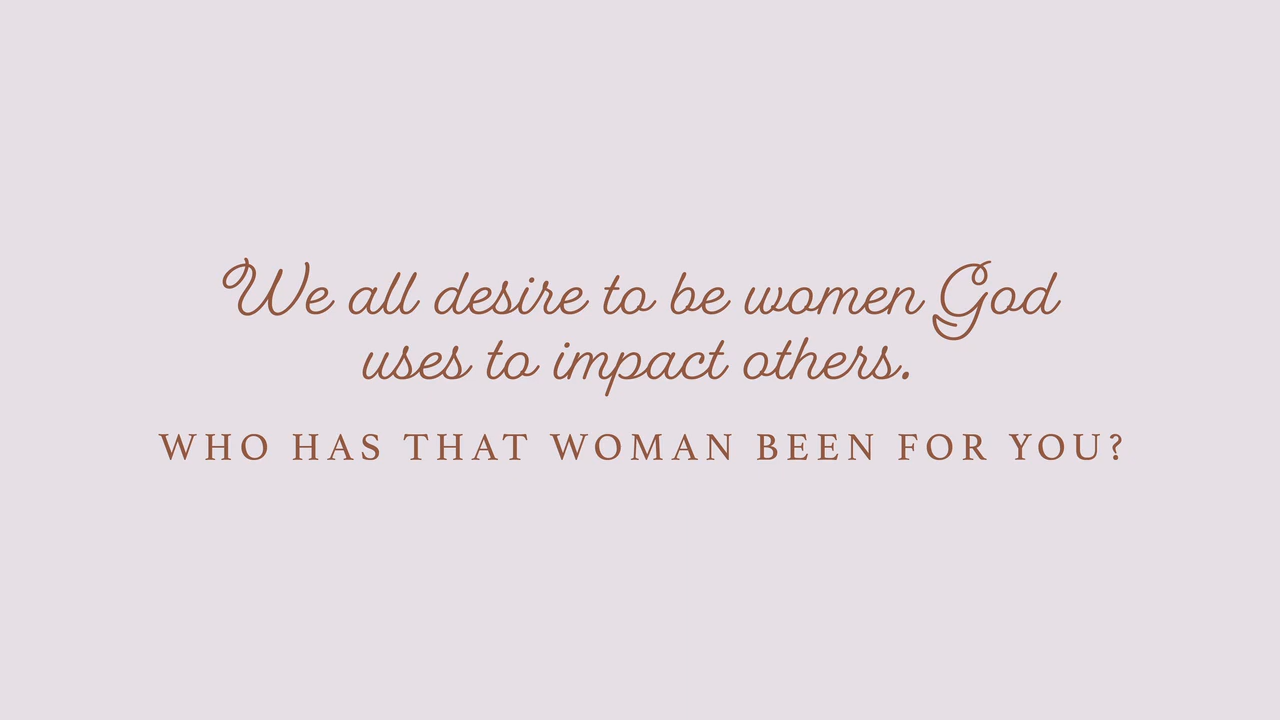 We all desire to be women God
uses to impact others.
WHO HAS THAT WOMAN BEEN FOR YOU?